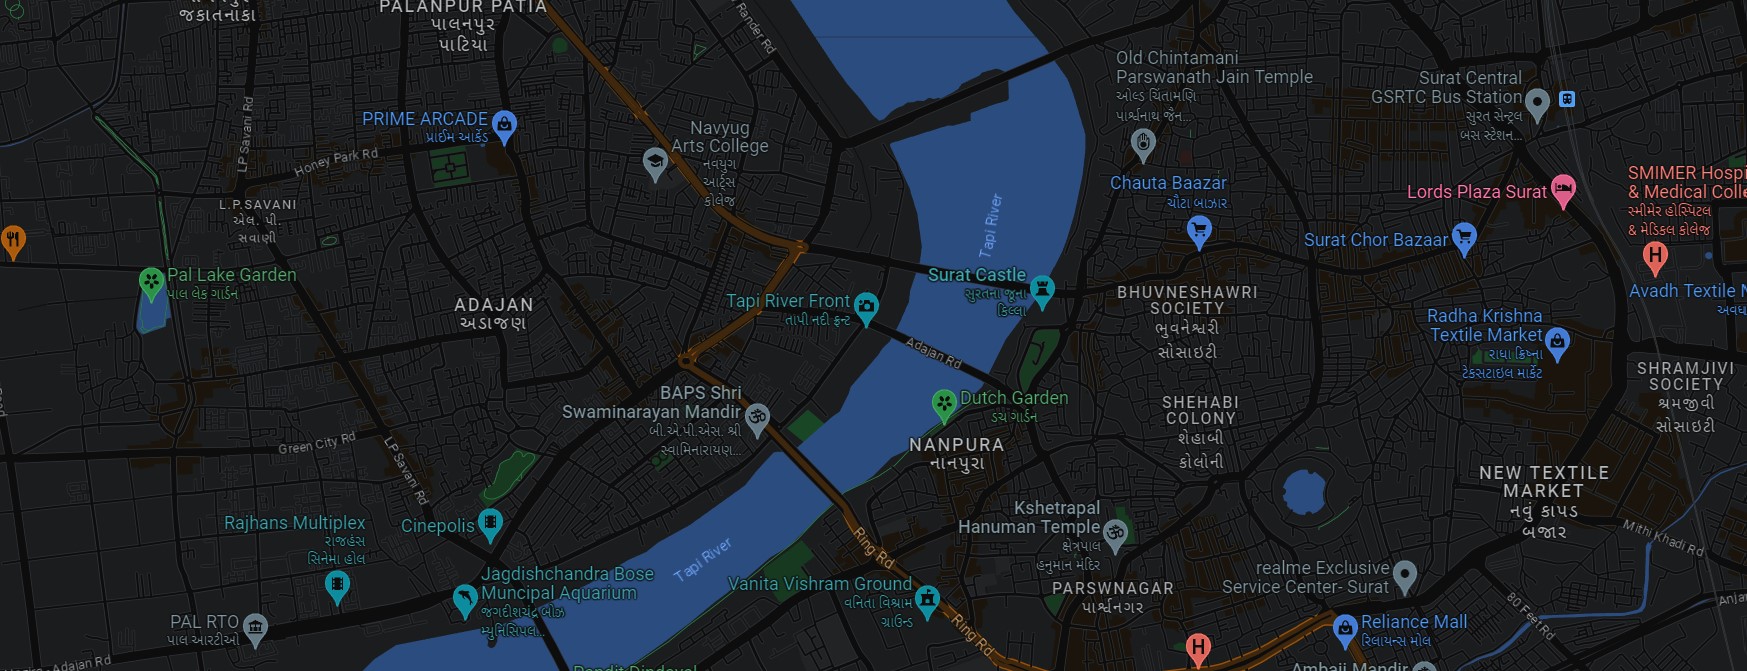 જકાતનાકા
PALANPUR PATIA
પાલનપુર
પાટિયા
Rander Rd
Old Chintamani
Parswanath Jain Temple
ઓલ્ડ ચિંતામણિ
પાર્શ્વનાથ જૈન...
Surat Central
GSRTC Bus Station
સુરત સેન્ટ્રલ
બસ સ્ટેશન...
PRIME ARCADE
પ્રાઈમ આર્કેડ
LP Savani Rd
Honey Park Rd
Navyug
Arts College
નવયુગ
આર્ટ્સ
કોલેજ
Chauta Baazar
ચૌટા બાઝાર
Lords Plaza Surat
SMIMER Hospi
& Medical Colle
સ્મીમેર હોસ્પિટલ
& મેડિકલ કોલેજ
L.P.SAVANI
એલ. પી
સવાણી
Tapi River
Surat Chor Bazaar
Pal Lake Garden
પાલ લેક ગાર્ડન
ADAJAN
અડાજણ
Tapi River Front
તાપી નદી ફ્રન્ટ
Surat Castle
સુરતના જૂના
કિલ્લા
BHUVNESHAWRI
SOCIETY
ભુવનેશ્વરી
સોસાઇટી
Avadh Textile
અવધ
Radha Krishna
Textile Market
રાધા ક્રિષ્ના
ટેકસટાઇલ માર્કેટ
Adajan Rd
SHRAMJIVI
SOCIETY
શ્રમજીવી
સોસાઇટી
BAPS Shri
Swaminarayan Mandir
બી.એ.પી.એસ. શ્રી
સ્વામિનારાયણ...
Dutch Garden
ડચ ગાર્ડન
SHEHABI
COLONY
શેહાબી
કોલોની
NANPURA
નાનપુરા
Green City Rd
LP Savani Rd
NEW TEXTILE
MARKET
નવું કાપડ
બજાર
Rajhans Multiplex
રાજહંસ
સિનેમા હોલ
Cinepolis
Kshetrapal
Hanuman Temple
ક્ષેત્રપાલ
હનુમાન મંદિર
Mithi Khadi Rd
Ring Rd
Tapi River
Jagdishchandra Bose
Muncipal Aquarium
જગદીશચંદ્ર બોઝ
મ્યુનિસિપલ...
Vanita Vishram Ground
વનિતા વિશ્રામ
ગ્રાઉન્ડ
PARSWNAGAR
પાર્શ્વનગર
realme Exclusive
Service Center- Surat
80 Feet Rd
PAL RTO
પાલ આરટીઓ
Ring Rd
Reliance Mall
રિલાયન્સ મોલ
Adajan Rd
Pandit Dindayal
Ambaji Mandir